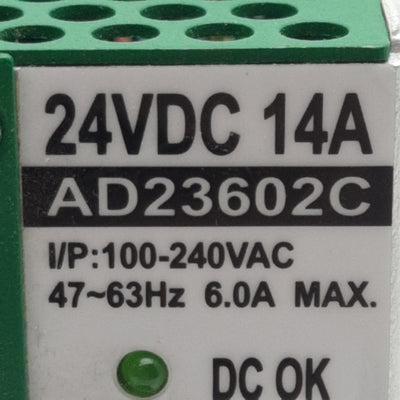 24VDC 14A
AD23602C
I/P:100-240VAC
47~63Hz 6.0A MAX.
DC OK